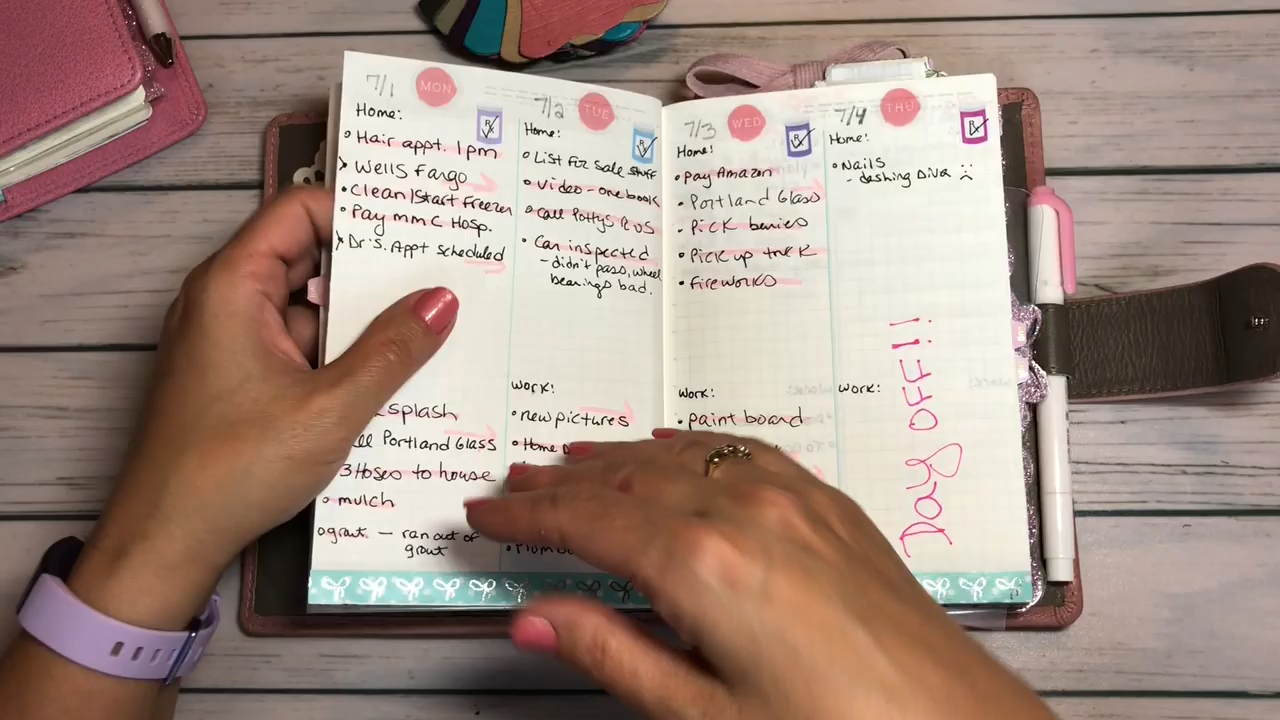 7/1 MON
Home:
Hair appt. 1pm
Wells Fargo
Clean/Start Freezer
Pay MMC Hosp.
Dr. S. Appt scheduled
splash
Portland Glass
3 Hoses to house
mulch
grout — ran out of
grout
7/2 TUE
Home:
List for sale stuff
Video - one book
Call Pottys R US
Car inspected
- didn't pass, wheel
bearings bad.
Work:
new pictures
Home
7/3 WED
Home:
pay Amazon
Portland Glass
Pick berries
Pick up
fireworks
Work:
paint board
7/4 THU
Home:
Nails
- dashing Diva :(
Work:
Day OFF!!